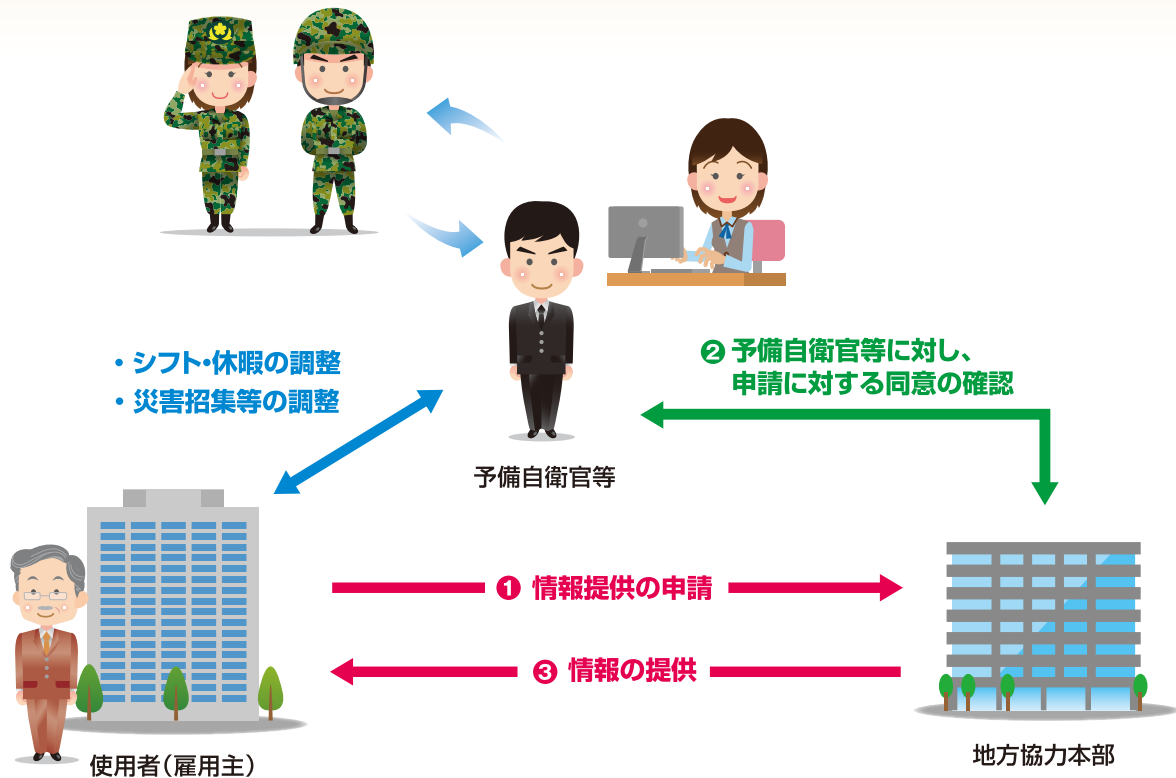 ・シフト・休暇の調整
・災害招集等の調整
❷ 予備自衛官等に対し、
申請に対する同意の確認
予備自衛官等
❶ 情報提供の申請
❸ 情報の提供
使用者（雇用主）
地方協力本部